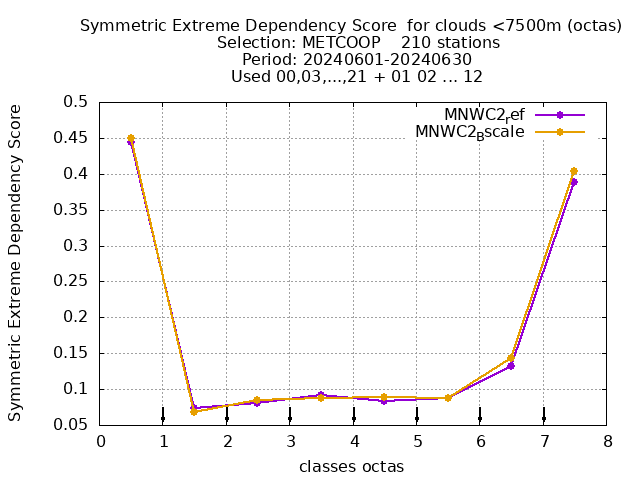 Symmetric Extreme Dependency Score  for clouds <7500m (octas)
Selection: METCOOP    210 stations
Period: 20240601-20240630
Used 00,03,...,21 + 01 02 ... 12
MNWC2ref
MNWC2Bscale
Symmetric Extreme Dependency Score
0.5
0.45
0.4
0.35
0.3
0.25
0.2
0.15
0.1
0.05
0 1 2 3 4 5 6 7 8
classes octas